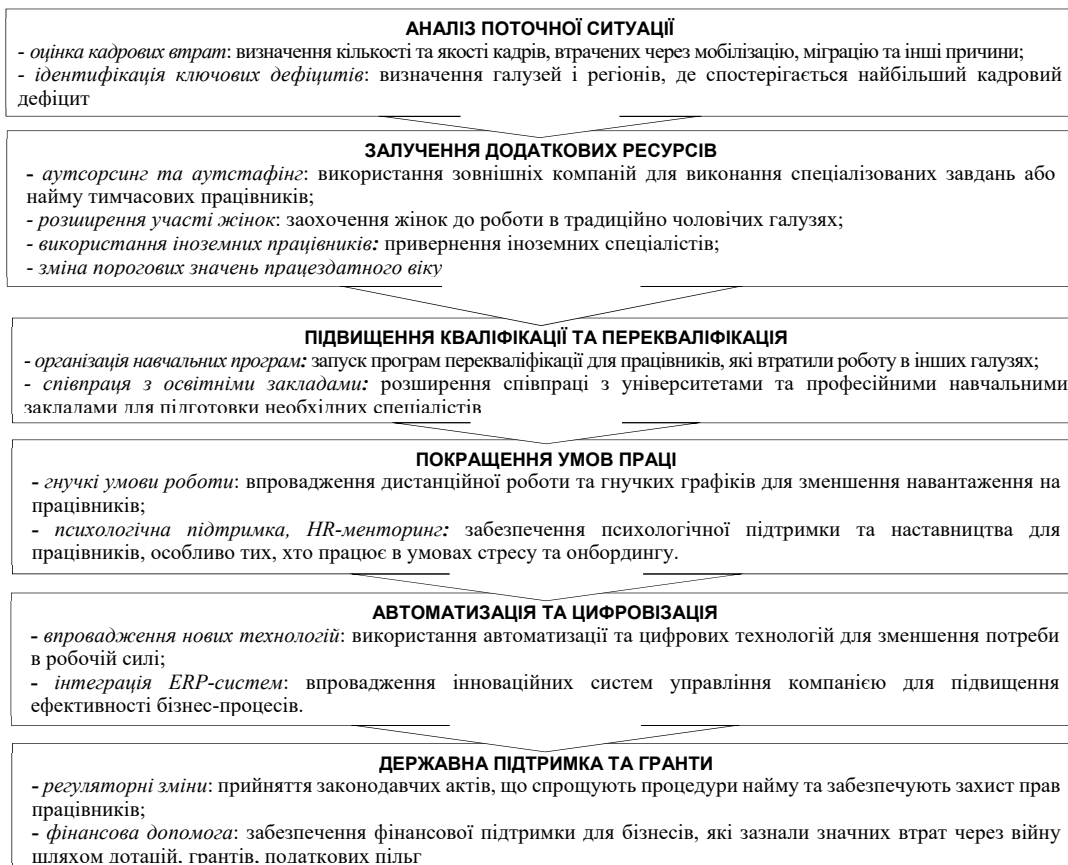 АНАЛІЗ ПОТОЧНОЇ СИТУАЦІЇ
- оцінка кадрових втрат: визначення кількості та якості кадрів, втрачених через мобілізацію, міграцію та інші причини;
- ідентифікація ключових дефіцитів: визначення галузей і регіонів, де спостерігається найбільший кадровий
дефіцит
ЗАЛУЧЕННЯ ДОДАТКОВИХ РЕСУРСІВ
- аутсорсинг та аутстафінг: використання зовнішніх компаній для виконання спеціалізованих завдань або
найму тимчасових працівників;
- розширення участі жінок: заохочення жінок до роботи в традиційно чоловічих галузях;
- використання іноземних працівників: привернення іноземних спеціалістів;
- зміна порогових значень працездатного віку
ПІДВИЩЕННЯ КВАЛІФІКАЦІЇ ТА ПЕРЕКВАЛІФІКАЦІЯ
- організація навчальних програм: запуск програм перекваліфікації для працівників, які втратили роботу в інших галузях;
- співпраця з освітніми закладами: розширення співпраці з університетами та професійними навчальними
закладами для підготовки необхідних спеціалістів
ПОКРАЩЕННЯ УМОВ ПРАЦІ
- гнучкі умови роботи: впровадження дистанційної роботи та гнучких графіків для зменшення навантаження на
працівників;
- психологічна підтримка, HR-менторинг: забезпечення психологічної підтримки та наставництва для
працівників, особливо тих, хто працює в умовах стресу та онбордингу.
АВТОМАТИЗАЦІЯ ТА ЦИФРОВІЗАЦІЯ
- впровадження нових технологій: використання автоматизації та цифрових технологій для зменшення потреби
в робочій силі;
- інтеграція ERP-систем: впровадження інноваційних систем управління компанією для підвищення
ефективності бізнес-процесів.
ДЕРЖАВНА ПІДТРИМКА ТА ГРАНТИ
- регуляторні зміни: прийняття законодавчих актів, що спрощують процедури найму та забезпечують захист прав
працівників;
- фінансова допомога: забезпечення фінансової підтримки для бізнесів, які зазнали значних втрат через війну
шляхом дотацій, грантів, податкових пільг